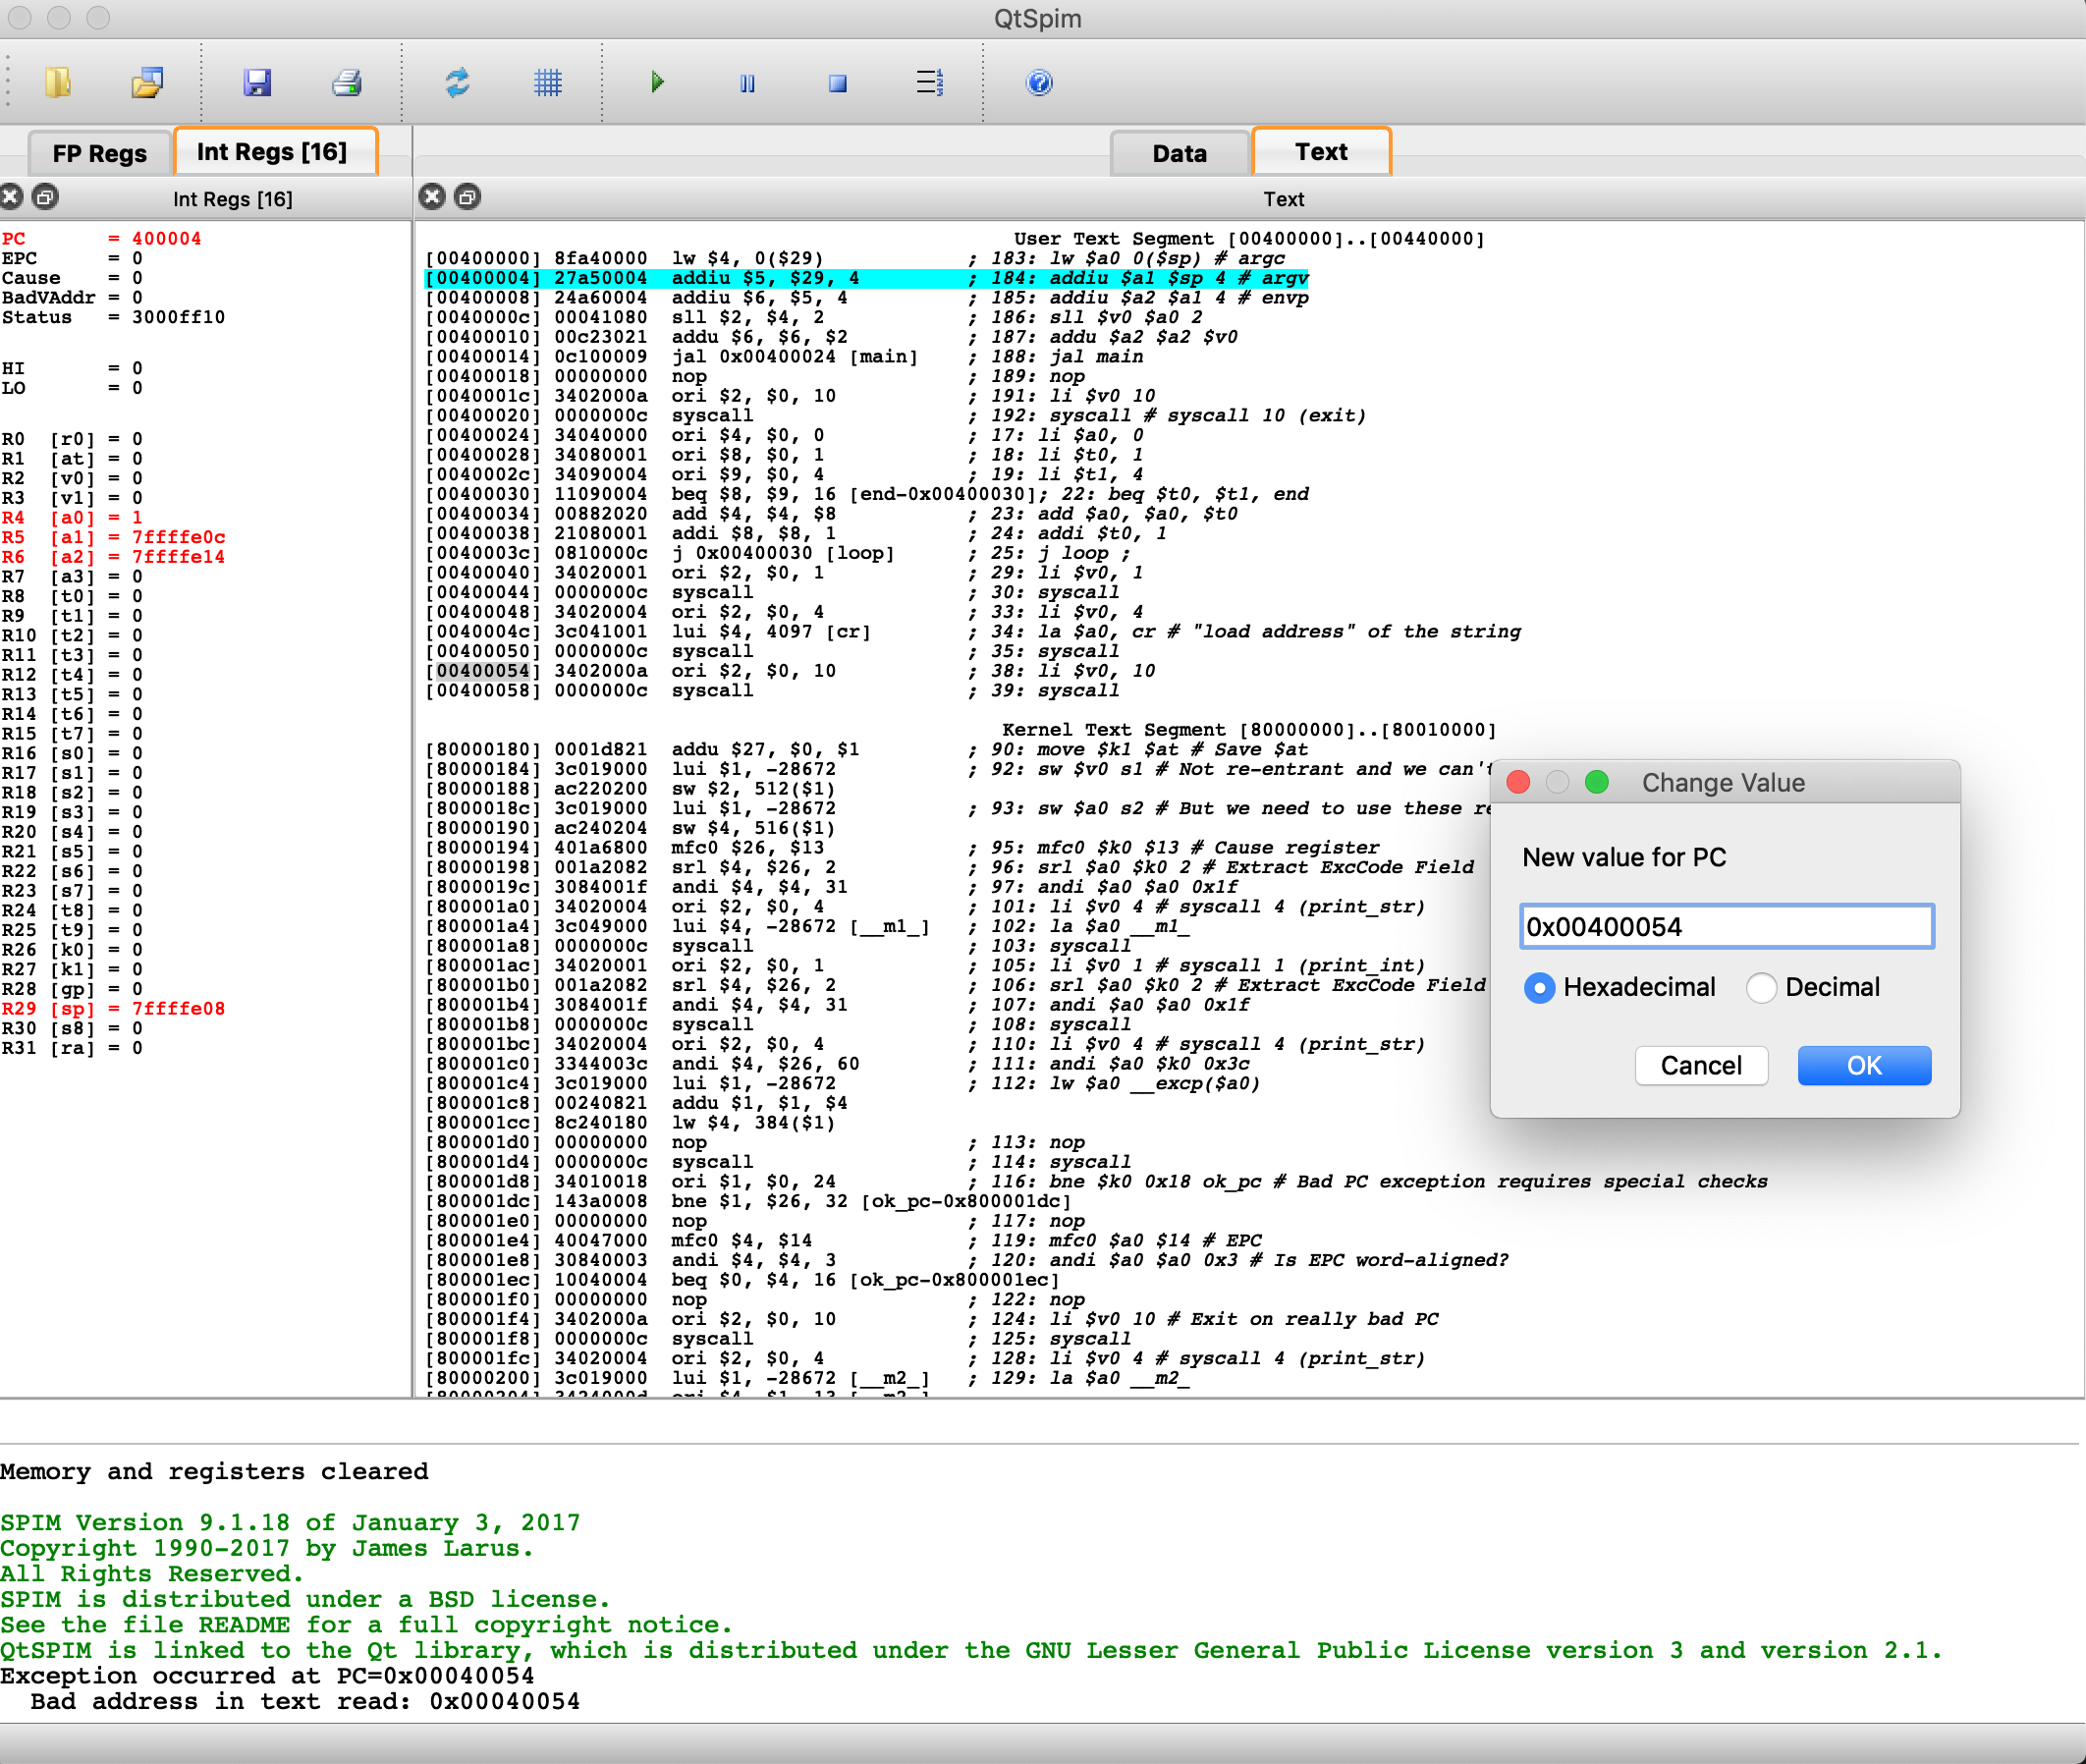 QtSpim
FP Regs
Int Regs [16]
Data
Text
Int Regs [16]
Text
PC       = 400004
EPC      = 0
Cause    = 0
BadVAddr = 0
Status   = 3000ff10
HI       = 0
LO       = 0
R0  [r0] = 0
R1  [at] = 0
R2  [v0] = 0
R3  [v1] = 0
R4  [a0] = 1
R5  [a1] = 7ffffe0c
R6  [a2] = 7ffffe14
R7  [a3] = 0
R8  [t0] = 0
R9  [t1] = 0
R10 [t2] = 0
R11 [t3] = 0
R12 [t4] = 0
R13 [t5] = 0
R14 [t6] = 0
R15 [t7] = 0
R16 [s0] = 0
R17 [s1] = 0
R18 [s2] = 0
R19 [s3] = 0
R20 [s4] = 0
R21 [s5] = 0
R22 [s6] = 0
R23 [s7] = 0
R24 [t8] = 0
R25 [t9] = 0
R26 [k0] = 0
R27 [k1] = 0
R28 [gp] = 0
R29 [sp] = 7ffffe08
R30 [s8] = 0
R31 [ra] = 0
User Text Segment [00400000]..[00440000]
[00400000] 8fa40000  lw $4, 0($29)            ; 183: lw $a0 0($sp) # argc
[00400004] 27a50004  addiu $5, $29, 4         ; 184: addiu $a1 $sp 4 # argv
[00400008] 24a60004  addiu $6, $5, 4          ; 185: addiu $a2 $a1 4 # envp
[0040000c] 00041080  sll $2, $4, 2            ; 186: sll $v0 $a0 2
[00400010] 00c23021  addu $6, $6, $2          ; 187: addu $a2 $a2 $v0
[00400014] 0c100009  jal 0x00400024 [main]    ; 188: jal main
[00400018] 00000000  nop                      ; 189: nop
[0040001c] 3402000a  ori $2, $0, 10           ; 191: li $v0 10
[00400020] 0000000c  syscall                  ; 192: syscall # syscall 10 (exit)
[00400024] 34040000  ori $4, $0, 0            ; 17: li $a0, 0
[00400028] 34080001  ori $8, $0, 1            ; 18: li $t0, 1
[0040002c] 34090004  ori $9, $0, 4            ; 19: li $t1, 4
[00400030] 11090004  beq $8, $9, 16 [end-0x00400030]; 22: beq $t0, $t1, end
[00400034] 00882020  add $4, $4, $8           ; 23: add $a0, $a0, $t0
[00400038] 21080001  addi $8, $8, 1           ; 24: addi $t0, 1
[0040003c] 0810000c  j 0x00400030 [loop]      ; 25: j loop ;
[00400040] 34020001  ori $2, $0, 1            ; 29: li $v0, 1
[00400044] 0000000c  syscall                  ; 30: syscall
[00400048] 34020004  ori $2, $0, 4            ; 33: li $v0, 4
[0040004c] 3c041001  lui $4, 4097 [cr]        ; 34: la $a0, cr # "load address" of the string
[00400050] 0000000c  syscall                  ; 35: syscall
[00400054] 3402000a  ori $2, $0, 10           ; 38: li $v0, 10
[00400058] 0000000c  syscall                  ; 39: syscall
Kernel Text Segment [80000000]..[80010000]
[80000180] 0001d821  addu $27, $0, $1         ; 90: move $k1 $at # Save $at
[80000184] 3c019000  lui $1, -28672           ; 92: sw $v0 s1 # Not re-entrant and we can't
[80000188] ac220200  sw $2, 512($1)
[8000018c] 3c019000  lui $1, -28672           ; 93: sw $a0 s2 # But we need to use these re
[80000190] ac240204  sw $4, 516($1)
[80000194] 401a6800  mfc0 $26, $13            ; 95: mfc0 $k0 $13 # Cause register
[80000198] 001a2082  srl $4, $26, 2           ; 96: srl $a0 $k0 2 # Extract ExcCode Field
[8000019c] 3084001f  andi $4, $4, 31          ; 97: andi $a0 $a0 0x1f
[800001a0] 34020004  ori $2, $0, 4            ; 101: li $v0 4 # syscall 4 (print_str)
[800001a4] 3c049000  lui $4, -28672 [__m1_]   ; 102: la $a0 __m1_
[800001a8] 0000000c  syscall                  ; 103: syscall
[800001ac] 34020001  ori $2, $0, 1            ; 105: li $v0 1 # syscall 1 (print_int)
[800001b0] 001a2082  srl $4, $26, 2           ; 106: srl $a0 $k0 2 # Extract ExcCode Field
[800001b4] 3084001f  andi $4, $4, 31          ; 107: andi $a0 $a0 0x1f
[800001b8] 0000000c  syscall                  ; 108: syscall
[800001bc] 34020004  ori $2, $0, 4            ; 110: li $v0 4 # syscall 4 (print_str)
[800001c0] 3344003c  andi $4, $26, 60         ; 111: andi $a0 $k0 0x3c
[800001c4] 3c019000  lui $1, -28672           ; 112: lw $a0 __excp($a0)
[800001c8] 00240821  addu $1, $1, $4
[800001cc] 8c240180  lw $4, 384($1)
[800001d0] 00000000  nop                      ; 113: nop
[800001d4] 0000000c  syscall                  ; 114: syscall
[800001d8] 34010018  ori $1, $0, 24           ; 116: bne $k0 0x18 ok_pc # Bad PC exception requires special checks
[800001dc] 143a0008  bne $1, $26, 32 [ok_pc-0x800001dc]
[800001e0] 00000000  nop                      ; 117: nop
[800001e4] 40047000  mfc0 $4, $14             ; 119: mfc0 $a0 $14 # EPC
[800001e8] 30840003  andi $4, $4, 3           ; 120: andi $a0 $a0 0x3 # Is EPC word-aligned?
[800001ec] 10040004  beq $0, $4, 16 [ok_pc-0x800001ec]
[800001f0] 00000000  nop                      ; 122: nop
[800001f4] 3402000a  ori $2, $0, 10           ; 124: li $v0 10 # Exit on really bad PC
[800001f8] 0000000c  syscall                  ; 125: syscall
[800001fc] 34020004  ori $2, $0, 4            ; 128: li $v0 4 # syscall 4 (print_str)
[80000200] 3c019000  lui $1, -28672 [__m2_]   ; 129: la $a0 __m2_
Change Value
New value for PC
0x00400054
Hexadecimal
Decimal
Cancel
OK
Memory and registers cleared
SPIM Version 9.1.18 of January 3, 2017
Copyright 1990-2017 by James Larus.
All Rights Reserved.
SPIM is distributed under a BSD license.
See the file README for a full copyright notice.
QtSPIM is linked to the Qt library, which is distributed under the GNU Lesser General Public License version 3 and version 2.1.
Exception occurred at PC=0x00040054
  Bad address in text read: 0x00040054